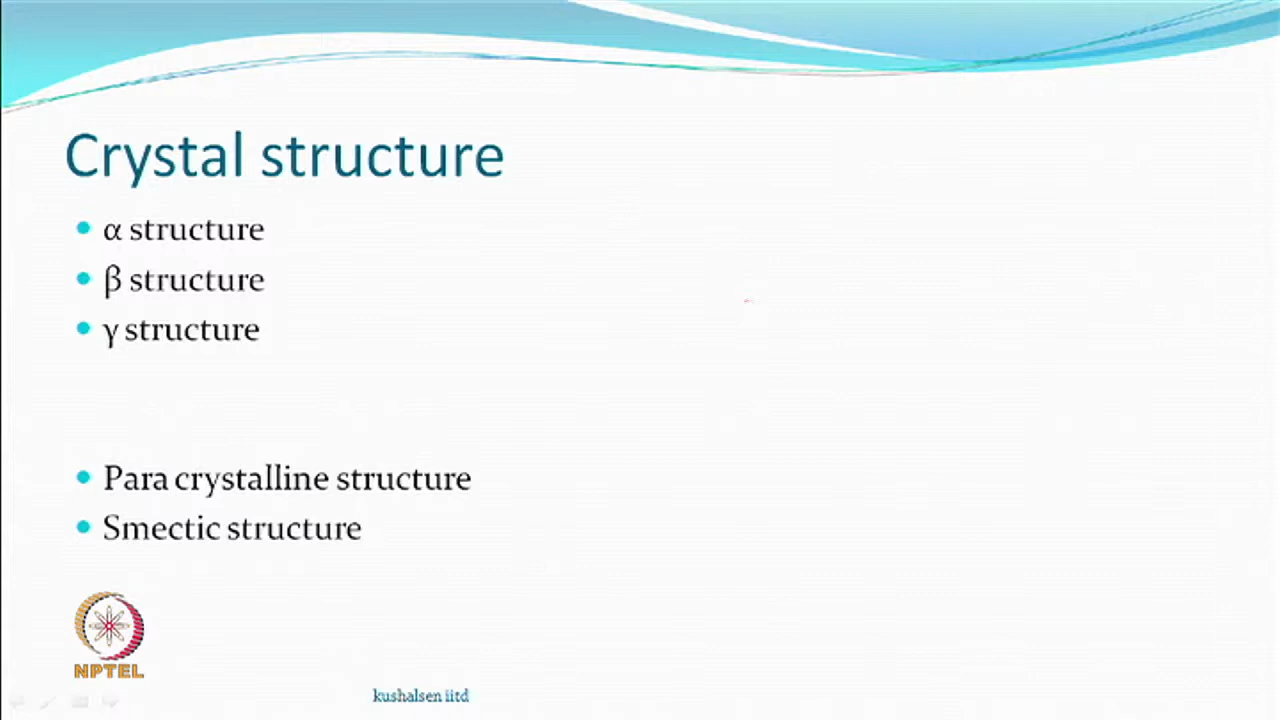 Crystal structure
α structure
β structure
γ structure
Para crystalline structure
Smectic structure
NPTEL
kushalsen iitd